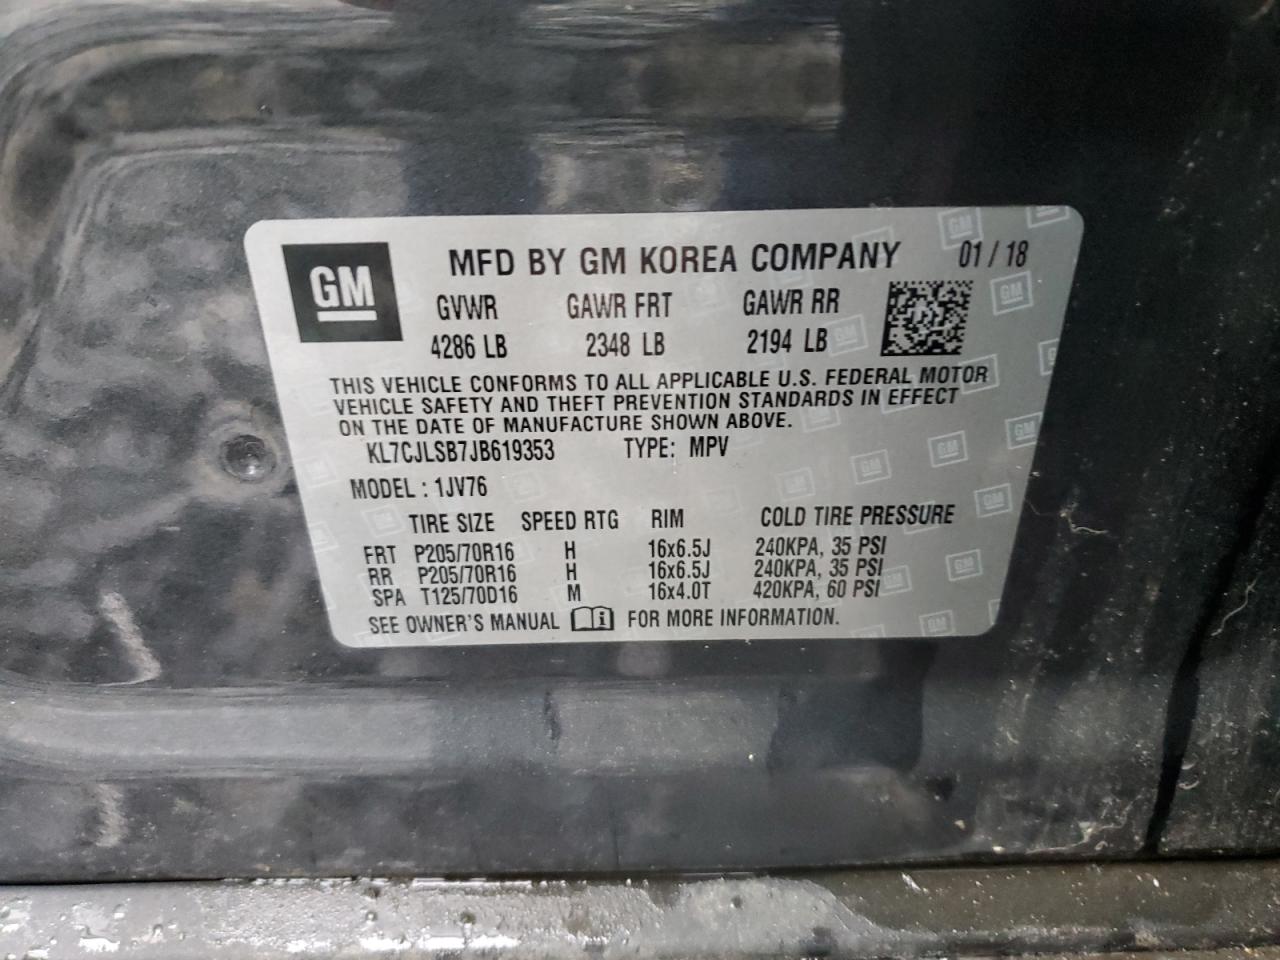 GM
MFD BY GM KOREA COMPANY 01 / 18
GVWR GAWR FRT GAWR RR
4286 LB 2348 LB 2194 LB
THIS VEHICLE CONFORMS TO ALL APPLICABLE U.S. FEDERAL MOTOR
VEHICLE SAFETY AND THEFT PREVENTION STANDARDS IN EFFECT
ON THE DATE OF MANUFACTURE SHOWN ABOVE.
KL7CJLSB7JB619353 TYPE: MPV
MODEL : 1JV76
TIRE SIZE SPEED RTG RIM COLD TIRE PRESSURE
FRT P205/70R16 H 16x6.5J 240KPA, 35 PSI
RR P205/70R16 H 16x6.5J 240KPA, 35 PSI
SPA T125/70D16 M 16x4.0T 420KPA, 60 PSI
SEE OWNER'S MANUAL i FOR MORE INFORMATION.